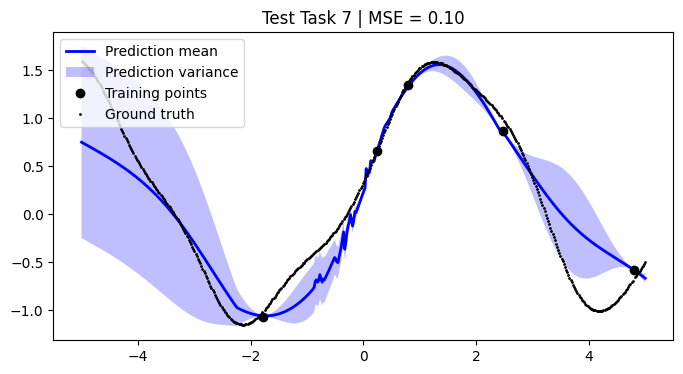 Test Task 7 | MSE = 0.10
Prediction mean
Prediction variance
Training points
Ground truth
1.5
1.0
0.5
0.0
−0.5
−1.0
−4
−2
0
2
4